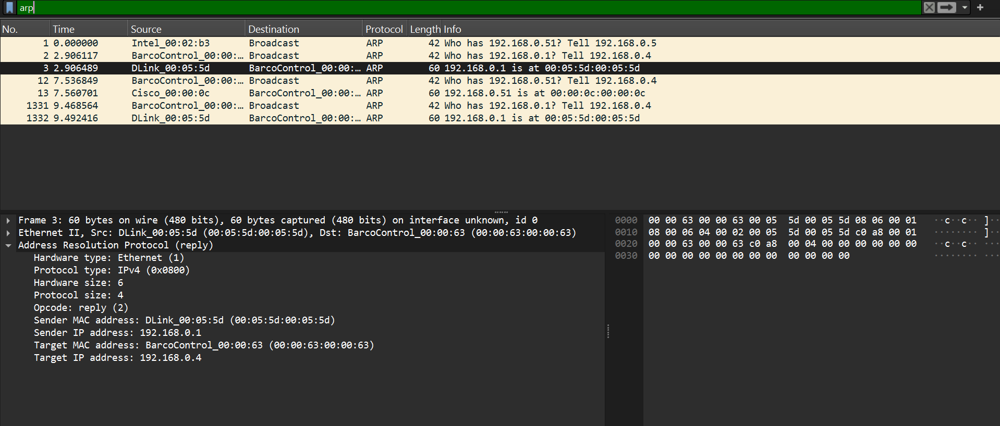 arp
No. Time Source Destination Protocol Length Info
1 0.000000 Intel_00:02:b3 Broadcast ARP 42 Who has 192.168.0.51? Tell 192.168.0.5
2 2.906117 BarcoControl_00:00:… Broadcast ARP 42 Who has 192.168.0.1? Tell 192.168.0.4
3 2.906489 DLink_00:05:5d BarcoControl_00:00:… ARP 60 192.168.0.1 is at 00:05:5d:00:05:5d
12 7.536849 BarcoControl_00:00:… Broadcast ARP 42 Who has 192.168.0.51? Tell 192.168.0.4
13 7.560701 Cisco_00:00:0c BarcoControl_00:00:… ARP 60 192.168.0.51 is at 00:00:0c:00:00:0c
1331 9.468564 BarcoControl_00:00:… Broadcast ARP 42 Who has 192.168.0.1? Tell 192.168.0.4
1332 9.492416 DLink_00:05:5d BarcoControl_00:00:… ARP 60 192.168.0.1 is at 00:05:5d:00:05:5d
Frame 3: 60 bytes on wire (480 bits), 60 bytes captured (480 bits) on interface unknown, id 0
Ethernet II, Src: DLink_00:05:5d (00:05:5d:00:05:5d), Dst: BarcoControl_00:00:63 (00:00:63:00:00:63)
Address Resolution Protocol (reply)
Hardware type: Ethernet (1)
Protocol type: IPv4 (0x0800)
Hardware size: 6
Protocol size: 4
Opcode: reply (2)
Sender MAC address: DLink_00:05:5d (00:05:5d:00:05:5d)
Sender IP address: 192.168.0.1
Target MAC address: BarcoControl_00:00:63 (00:00:63:00:00:63)
Target IP address: 192.168.0.4
0000 00 00 63 00 00 63 00 05 5d 00 05 5d 08 06 00 01 ··c··c·· ]··
0010 08 00 06 04 00 02 00 05 5d 00 05 5d c0 a8 00 01 ········ ]··
0020 00 00 63 00 00 63 c0 a8 00 04 00 00 00 00 00 00 ··c··c·· ···
0030 00 00 00 00 00 00 00 00 00 00 00 00 ········ ···